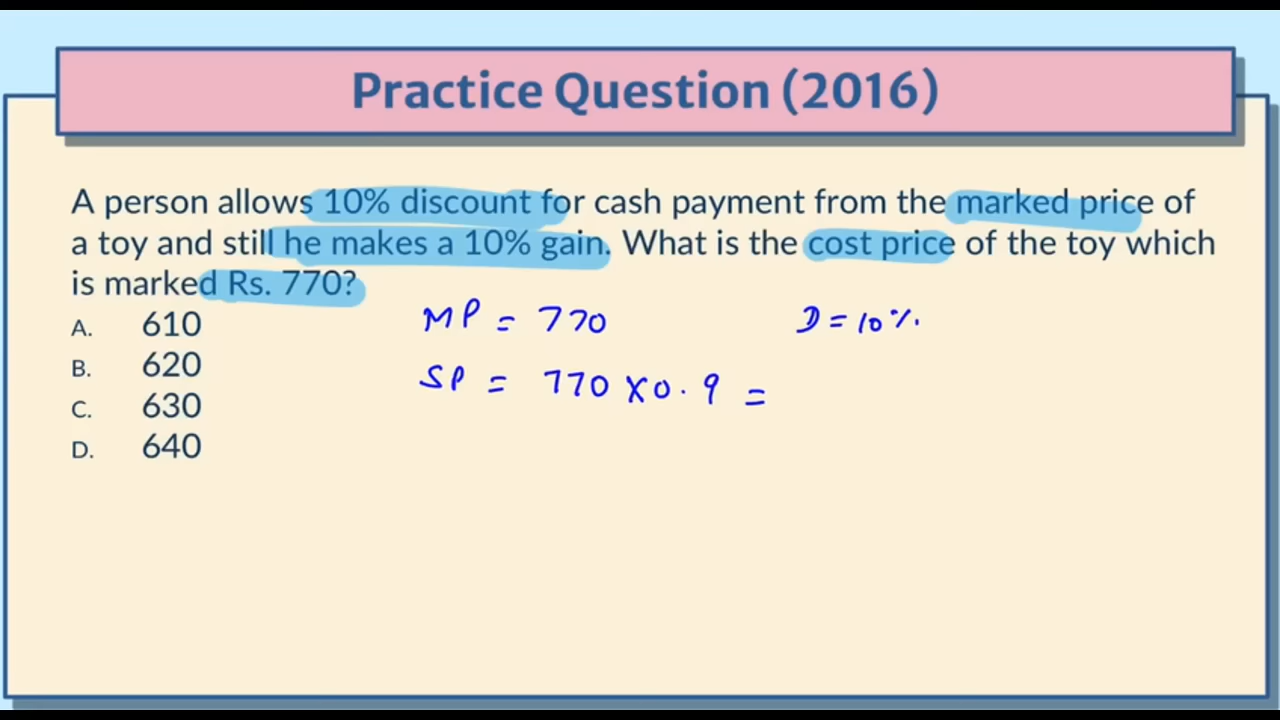 Practice Question (2016)
A person allows 10% discount for cash payment from the marked price of
a toy and still he makes a 10% gain. What is the cost price of the toy which
is marked Rs. 770?
A. 610
B. 620
C. 630
D. 640
MP = 770
D = 10%
SP = 770 x 0.9 =